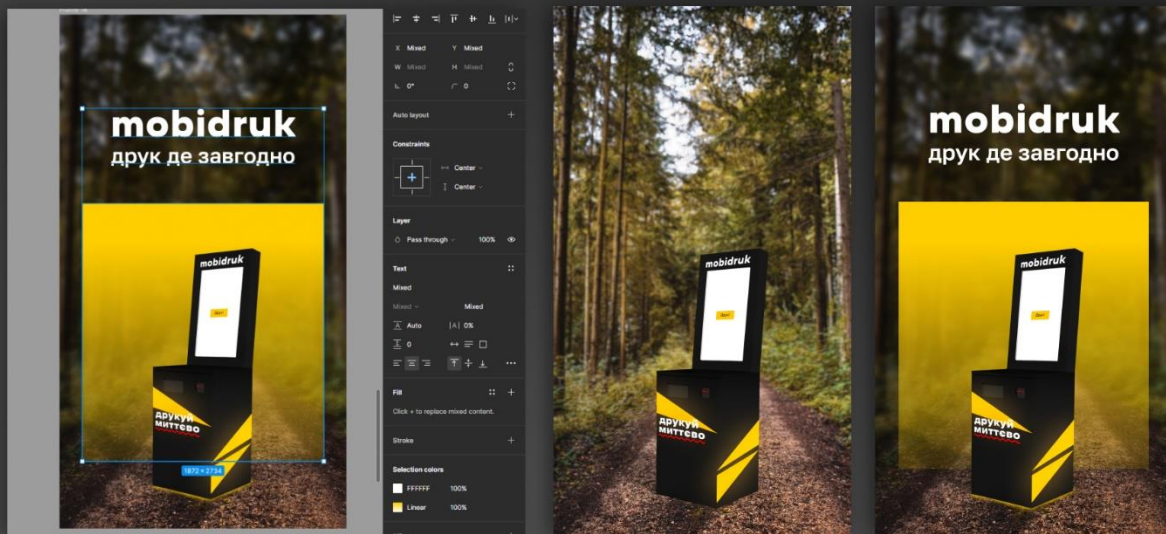 mobidruk
друк де завгодно
mobidruk
Друк
друкуй
миттєво
1872 × 2734
X Mixed Y Mixed
W Mixed H Mixed
0° 0
Auto layout
Constraints
Center
Center
Layer
Pass through 100%
Text
Mixed
Mixed Mixed
Auto 0%
0
Fill
Click + to replace mixed content.
Stroke
Selection colors
FFFFFF 100%
Linear 100%
mobidruk
друкуй
миттєво
mobidruk
друк де завгодно
mobidruk
друкуй
миттєво